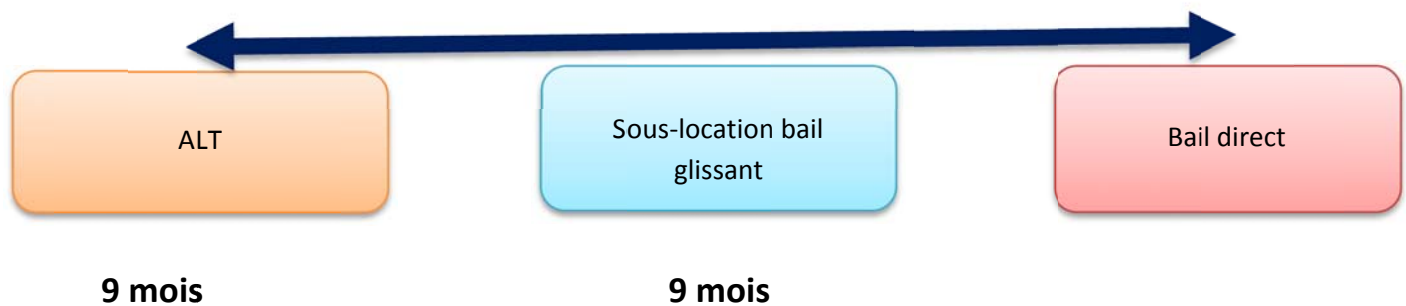 ALT
Sous-location bail
glissant
Bail direct
9 mois
9 mois